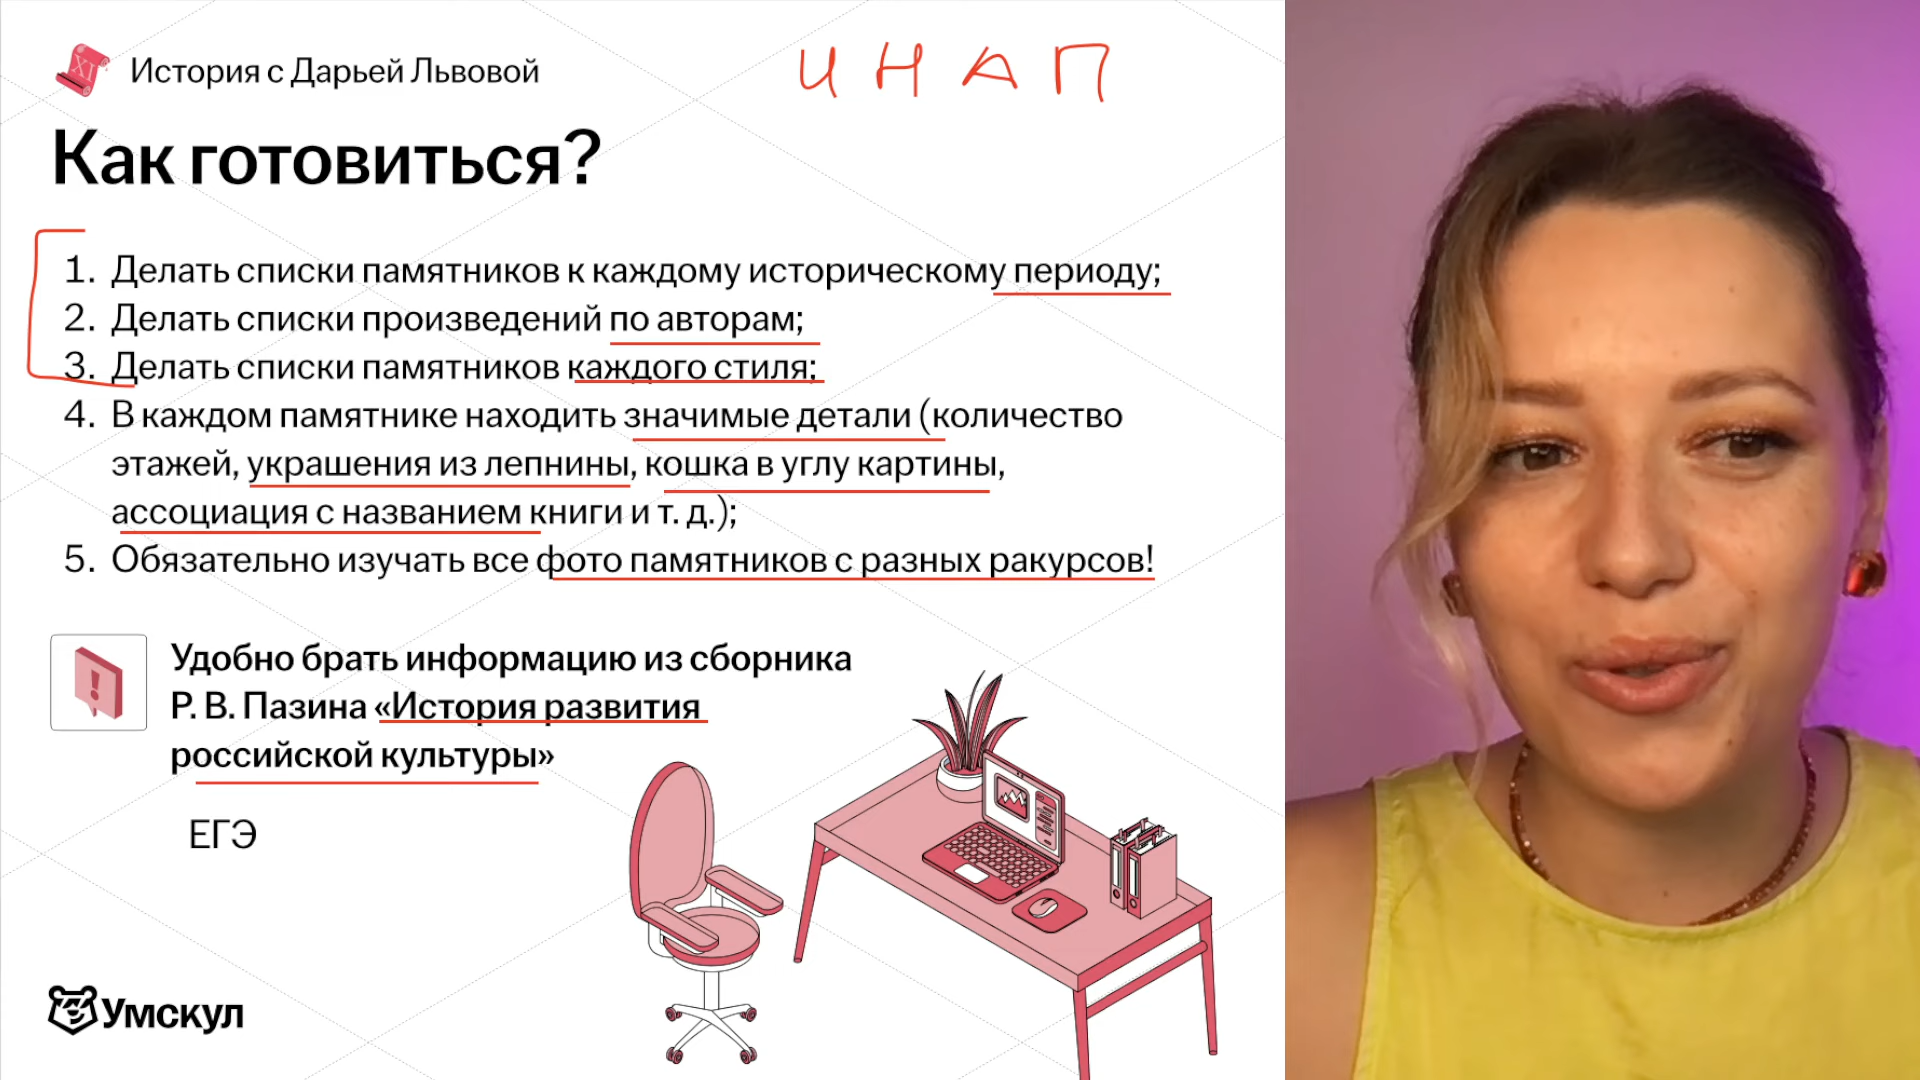 История с Дарьей Львовой
И Н А П
Как готовиться?
1. Делать списки памятников к каждому историческому периоду;
2. Делать списки произведений по авторам;
3. Делать списки памятников каждого стиля;
4. В каждом памятнике находить значимые детали (количество
этажей, украшения из лепнины, кошка в углу картины,
ассоциация с названием книги и т. д.);
5. Обязательно изучать все фото памятников с разных ракурсов!
Удобно брать информацию из сборника
Р. В. Пазина «История развития
российской культуры»
ЕГЭ
Умскул